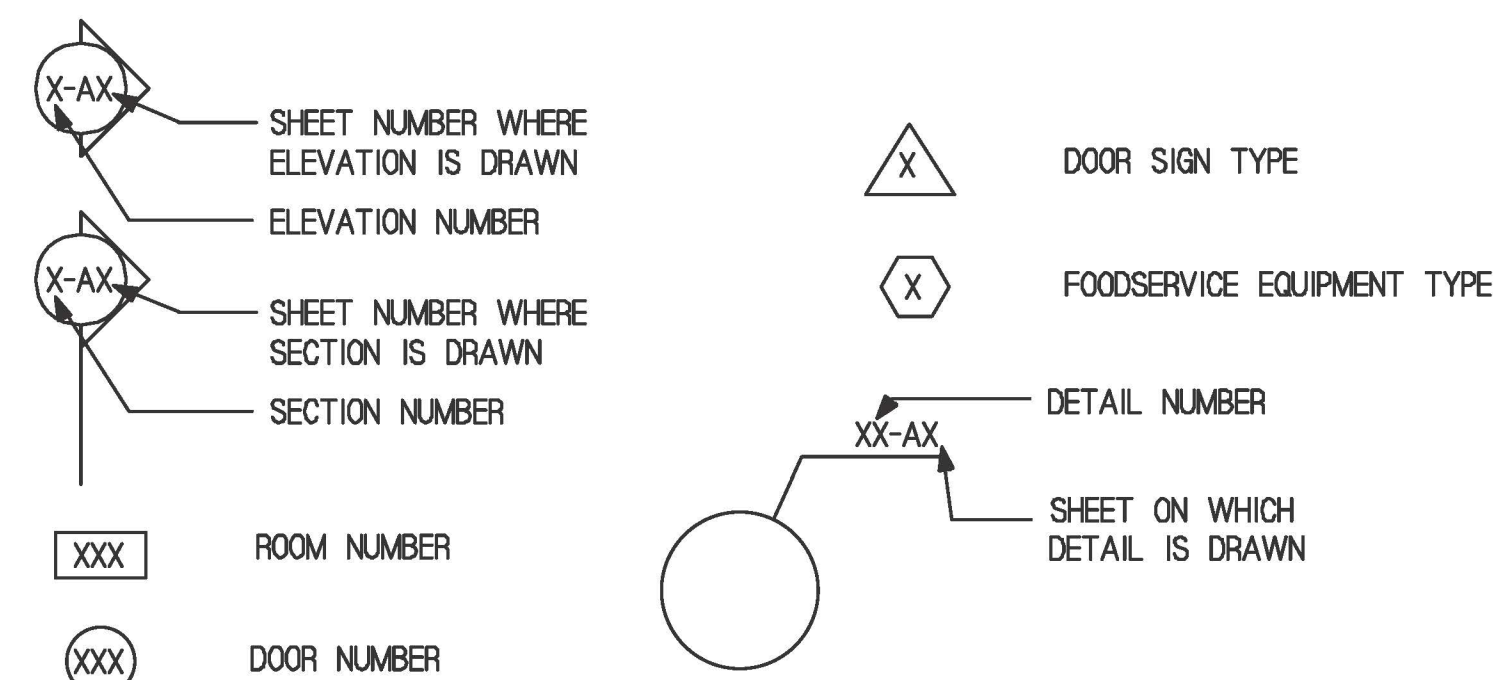 X-AX
SHEET NUMBER WHERE
ELEVATION IS DRAWN
ELEVATION NUMBER
X-AX
SHEET NUMBER WHERE
SECTION IS DRAWN
SECTION NUMBER
XXX
ROOM NUMBER
XXX
DOOR NUMBER
X
DOOR SIGN TYPE
X
FOODSERVICE EQUIPMENT TYPE
DETAIL NUMBER
XX-AX
SHEET ON WHICH
DETAIL IS DRAWN